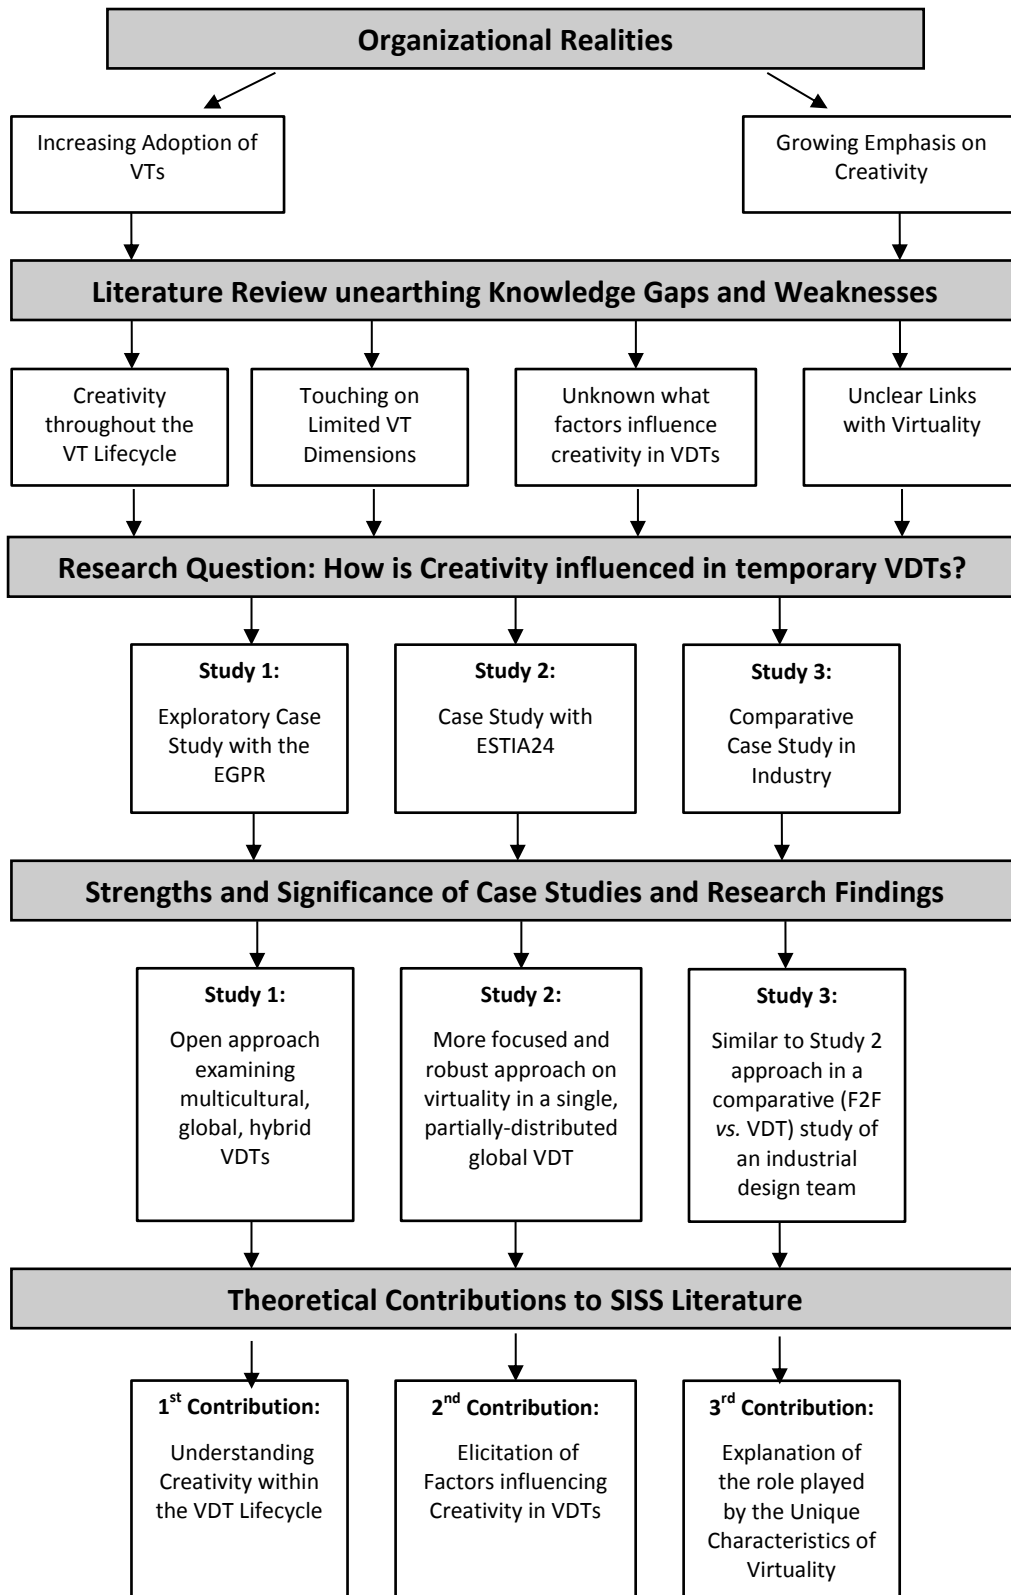 Organizational Realities
Increasing Adoption of
VTs
Growing Emphasis on
Creativity
Literature Review unearthing Knowledge Gaps and Weaknesses
Creativity
throughout the
VT Lifecycle
Touching on
Limited VT
Dimensions
Unknown what
factors influence
creativity in VDTs
Unclear Links
with Virtuality
Research Question: How is Creativity influenced in temporary VDTs?
Study 1:
Exploratory Case
Study with the
EGPR
Study 2:
Case Study with
ESTIA24
Study 3:
Comparative
Case Study in
Industry
Strengths and Significance of Case Studies and Research Findings
Study 1:
Open approach
examining
multicultural,
global, hybrid
VDTs
Study 2:
More focused and
robust approach on
virtuality in a single,
partially-distributed
global VDT
Study 3:
Similar to Study 2
approach in a
comparative (F2F
vs. VDT) study of
an industrial
design team
Theoretical Contributions to SISS Literature
1st Contribution:
Understanding
Creativity within
the VDT Lifecycle
2nd Contribution:
Elicitation of
Factors influencing
Creativity in VDTs
3rd Contribution:
Explanation of
the role played
by the Unique
Characteristics of
Virtuality